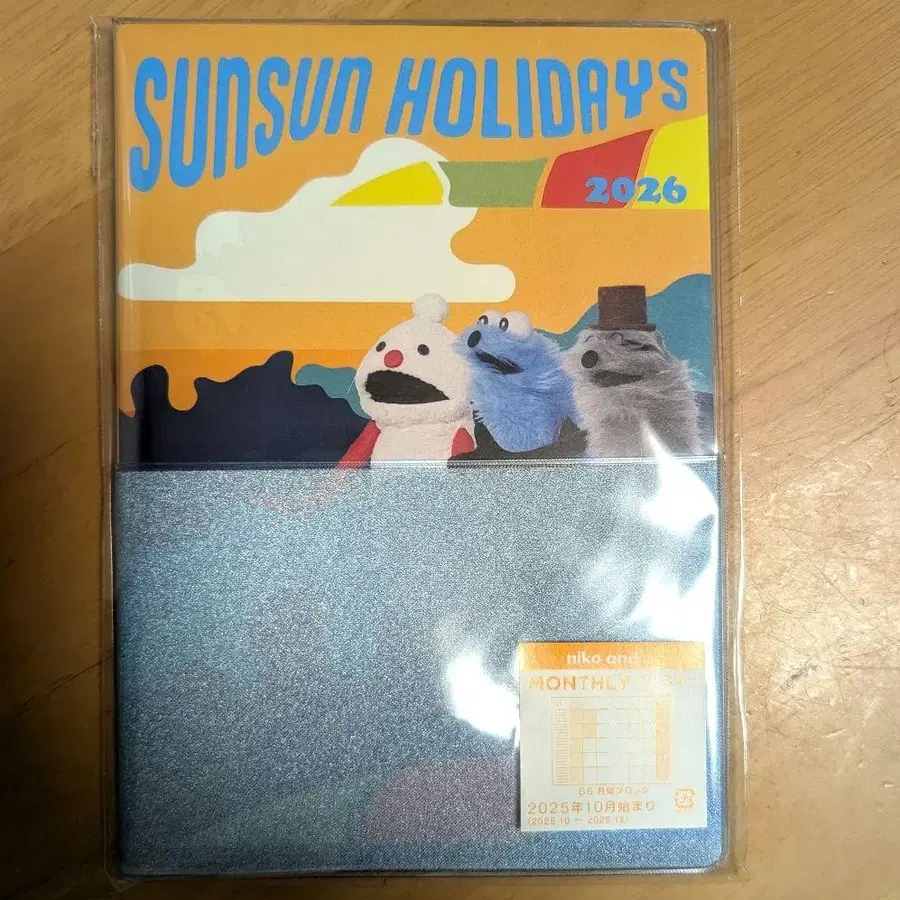 SUNSUN HOLIDAYS
2026
niko and
MONTHLY
B6 月間ブロック
2025年10月始まり
(2025.10 ー 2026.12)